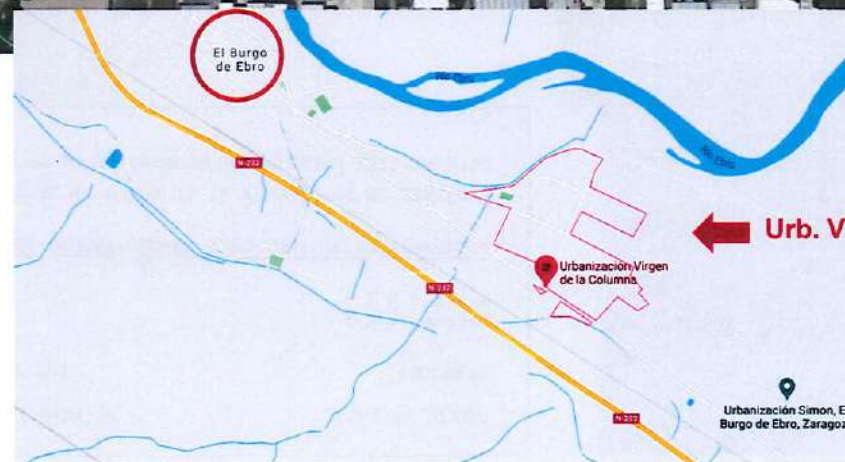 El Burgo
de Ebro
Río Ebro
Río Ebro
N-232
Urb. V
Urbanización Virgen
de la Columna
N-232
Urbanización Simon, E
Burgo de Ebro, Zaragoz
N-232